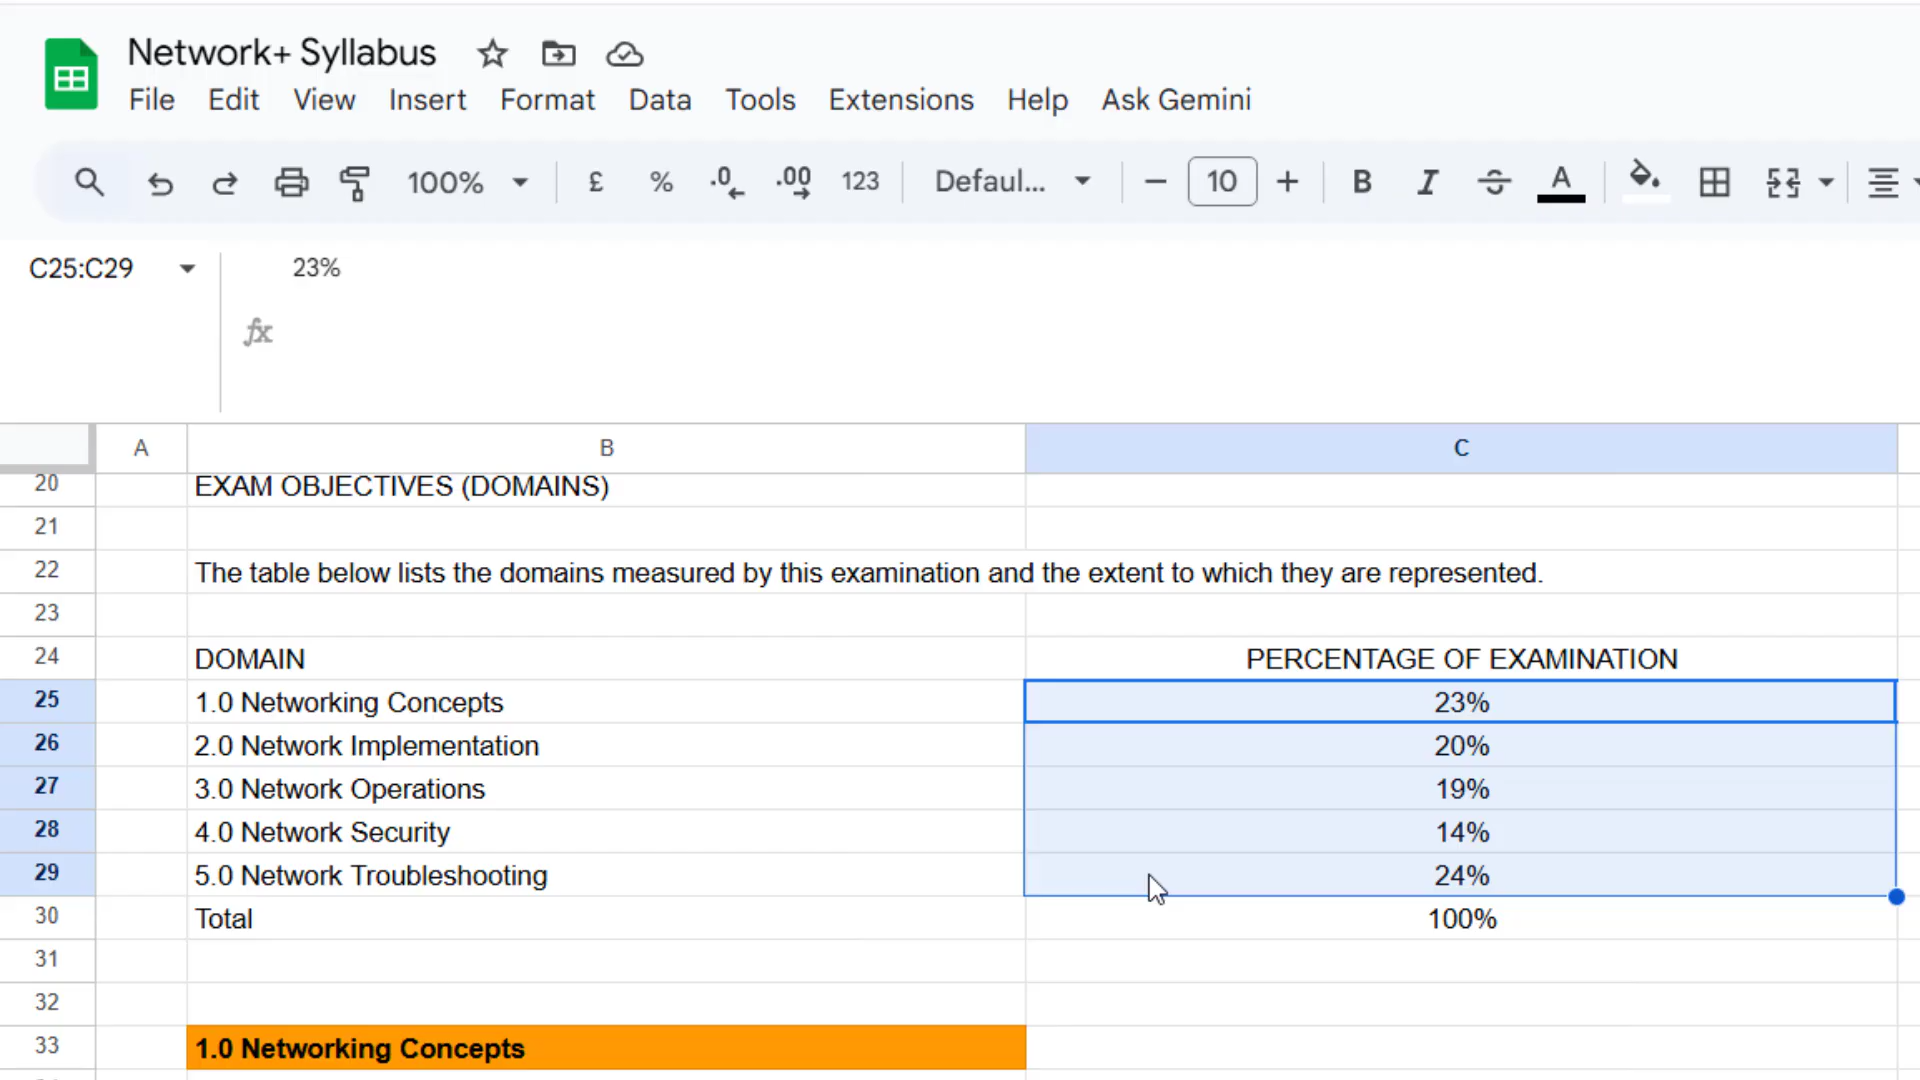 Network+ Syllabus
File Edit View Insert Format Data Tools Extensions Help Ask Gemini
100% £ % .0 .00 123 Defaul... 10 B I S A
C25:C29 23%
fx
A B C
20 EXAM OBJECTIVES (DOMAINS)
21
22 The table below lists the domains measured by this examination and the extent to which they are represented.
23
24 DOMAIN PERCENTAGE OF EXAMINATION
25 1.0 Networking Concepts 23%
26 2.0 Network Implementation 20%
27 3.0 Network Operations 19%
28 4.0 Network Security 14%
29 5.0 Network Troubleshooting 24%
30 Total 100%
31
32
33 1.0 Networking Concepts